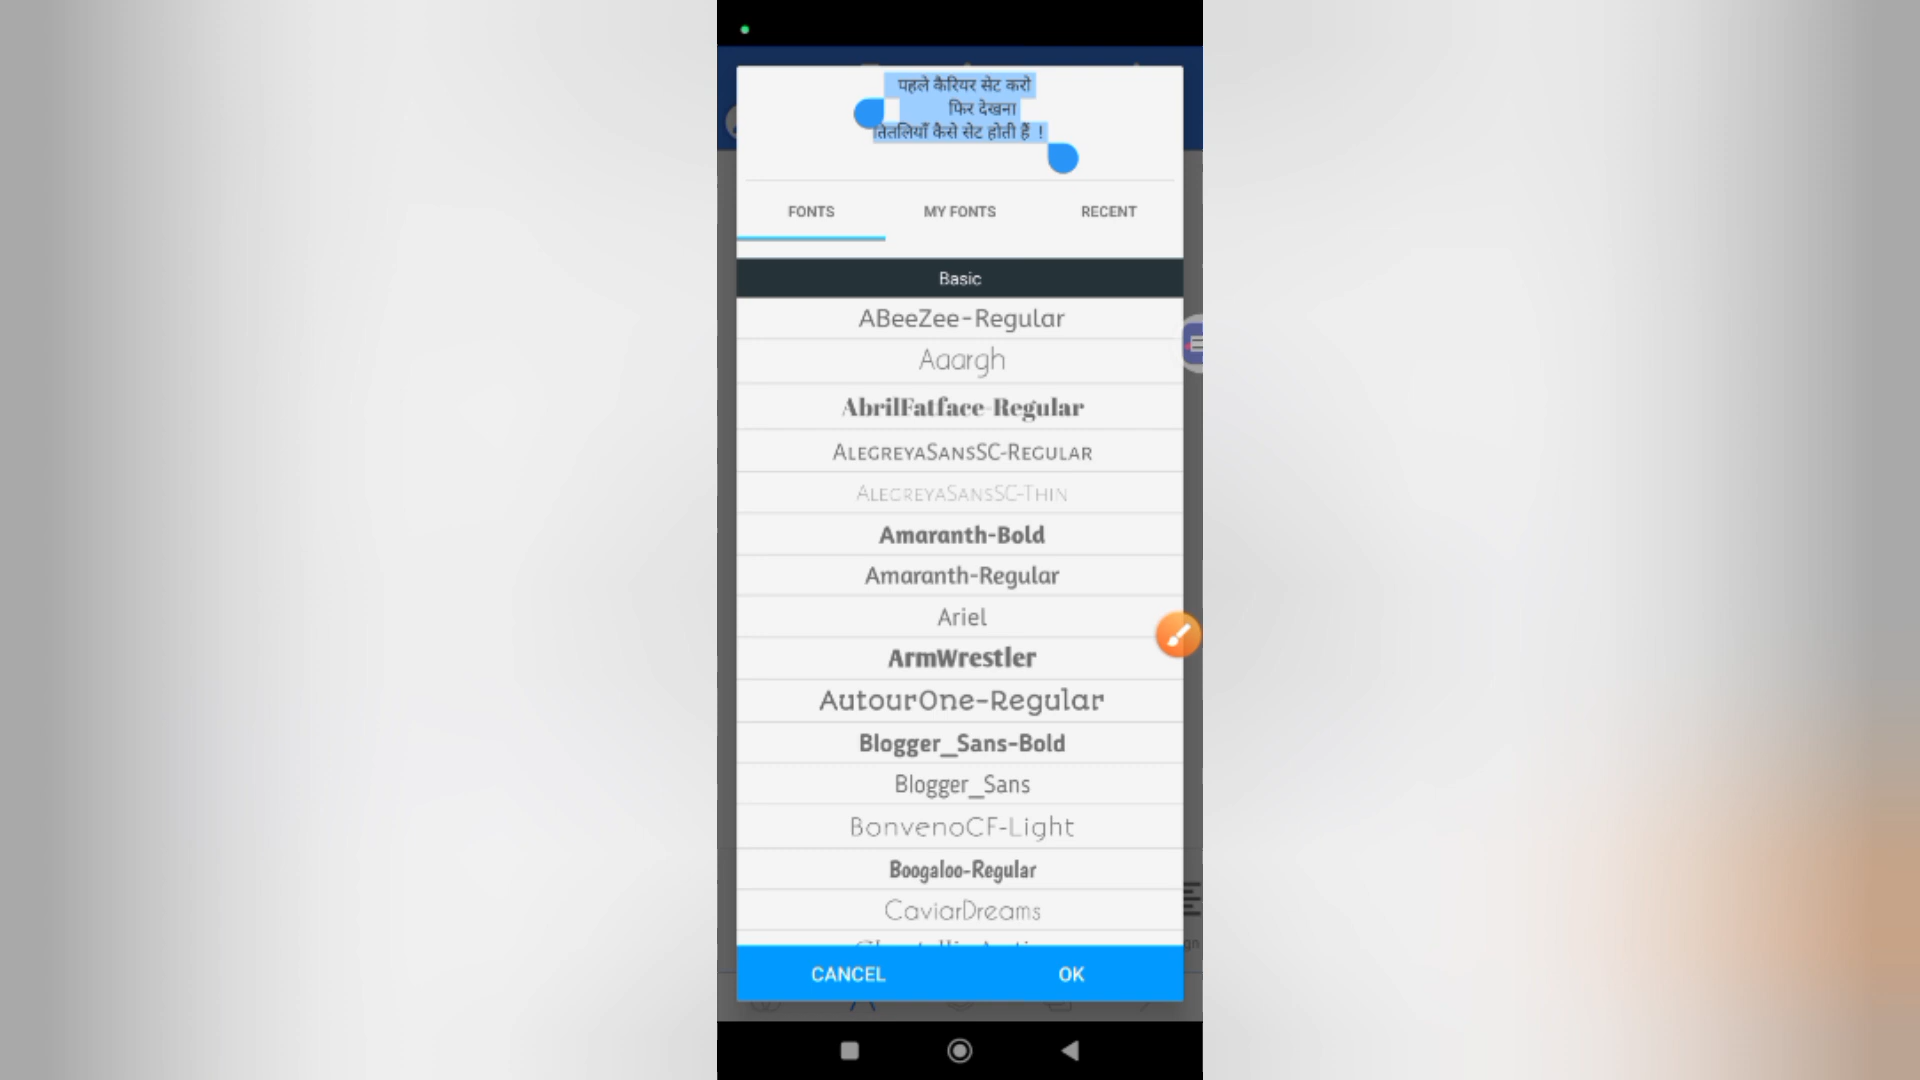 पहले कैरियर सेट करो
फिर देखना
तितलियाँ कैसे सेट होती हैं !
FONTS
MY FONTS
RECENT
Basic
ABeeZee-Regular
Aaargh
AbrilFatface-Regular
AlegreyaSansSC-Regular
AlegreyaSansSC-Thin
Amaranth-Bold
Amaranth-Regular
Ariel
ArmWrestler
AutourOne-Regular
Blogger_Sans-Bold
Blogger_Sans
BonvenoCF-Light
Boogaloo-Regular
CaviarDreams
CANCEL
OK